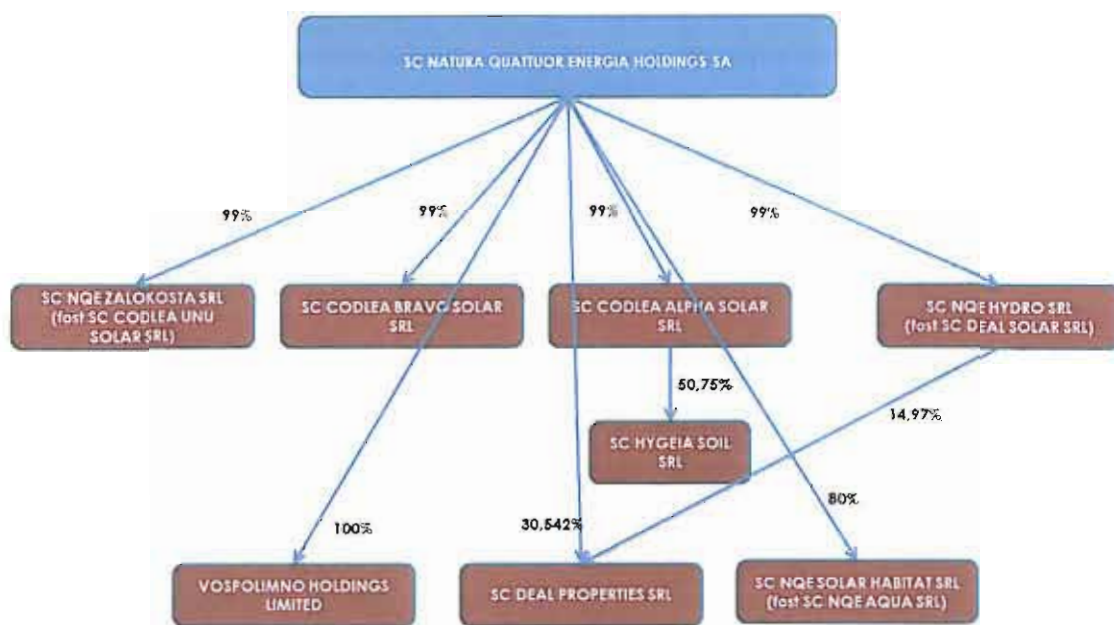 SC NATURA QUATTUOR ENERGIA HOLDINGS SA
99%
99%
99%
99%
SC NQE ZALOKOSTA SRL
(fost SC CODLEA UNU
SOLAR SRL)
SC CODLEA BRAVO SOLAR
SRL
SC CODLEA ALPHA SOLAR
SRL
SC NQE HYDRO SRL
(fost SC DEAL SOLAR SRL)
50,75%
14,97%
SC HYGEIA SOIL
SRL
100%
30,542%
80%
VOSPOLIMNO HOLDINGS
LIMITED
SC DEAL PROPERTIES SRL
SC NQE SOLAR HABITAT SRL
(fost SC NQE AQUA SRL)